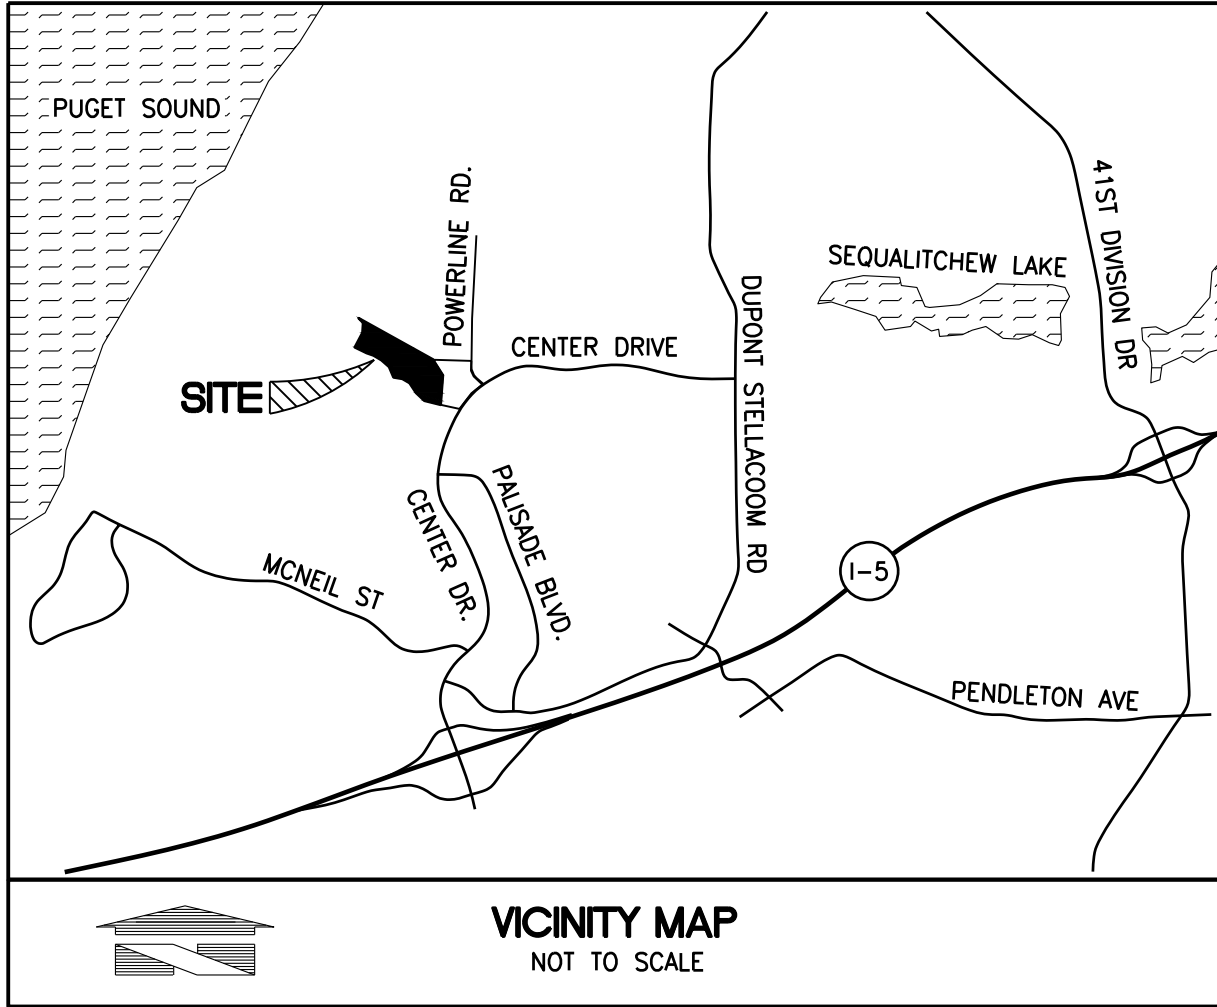 PUGET SOUND
POWERLINE RD.
41ST DIVISION DR
SEQUALITCHEW LAKE
CENTER DRIVE
DUPONT STELLACOOM RD
SITE
PALISADE BLVD.
CENTER DR.
MCNEIL ST
I-5
PENDLETON AVE
VICINITY MAP
NOT TO SCALE